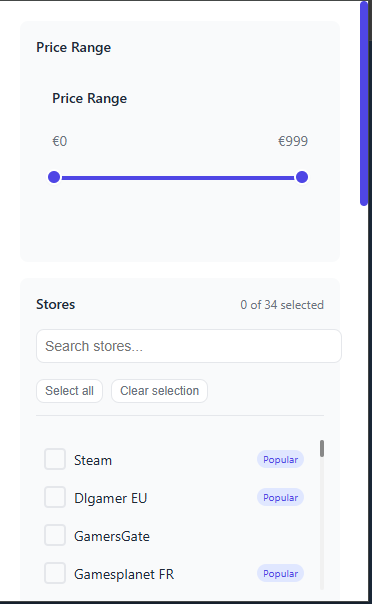 Price Range
Price Range
€0 €999
Stores 0 of 34 selected
Search stores...
Select all Clear selection
Steam Popular
DIgamer EU Popular
GamersGate
Gamesplanet FR Popular